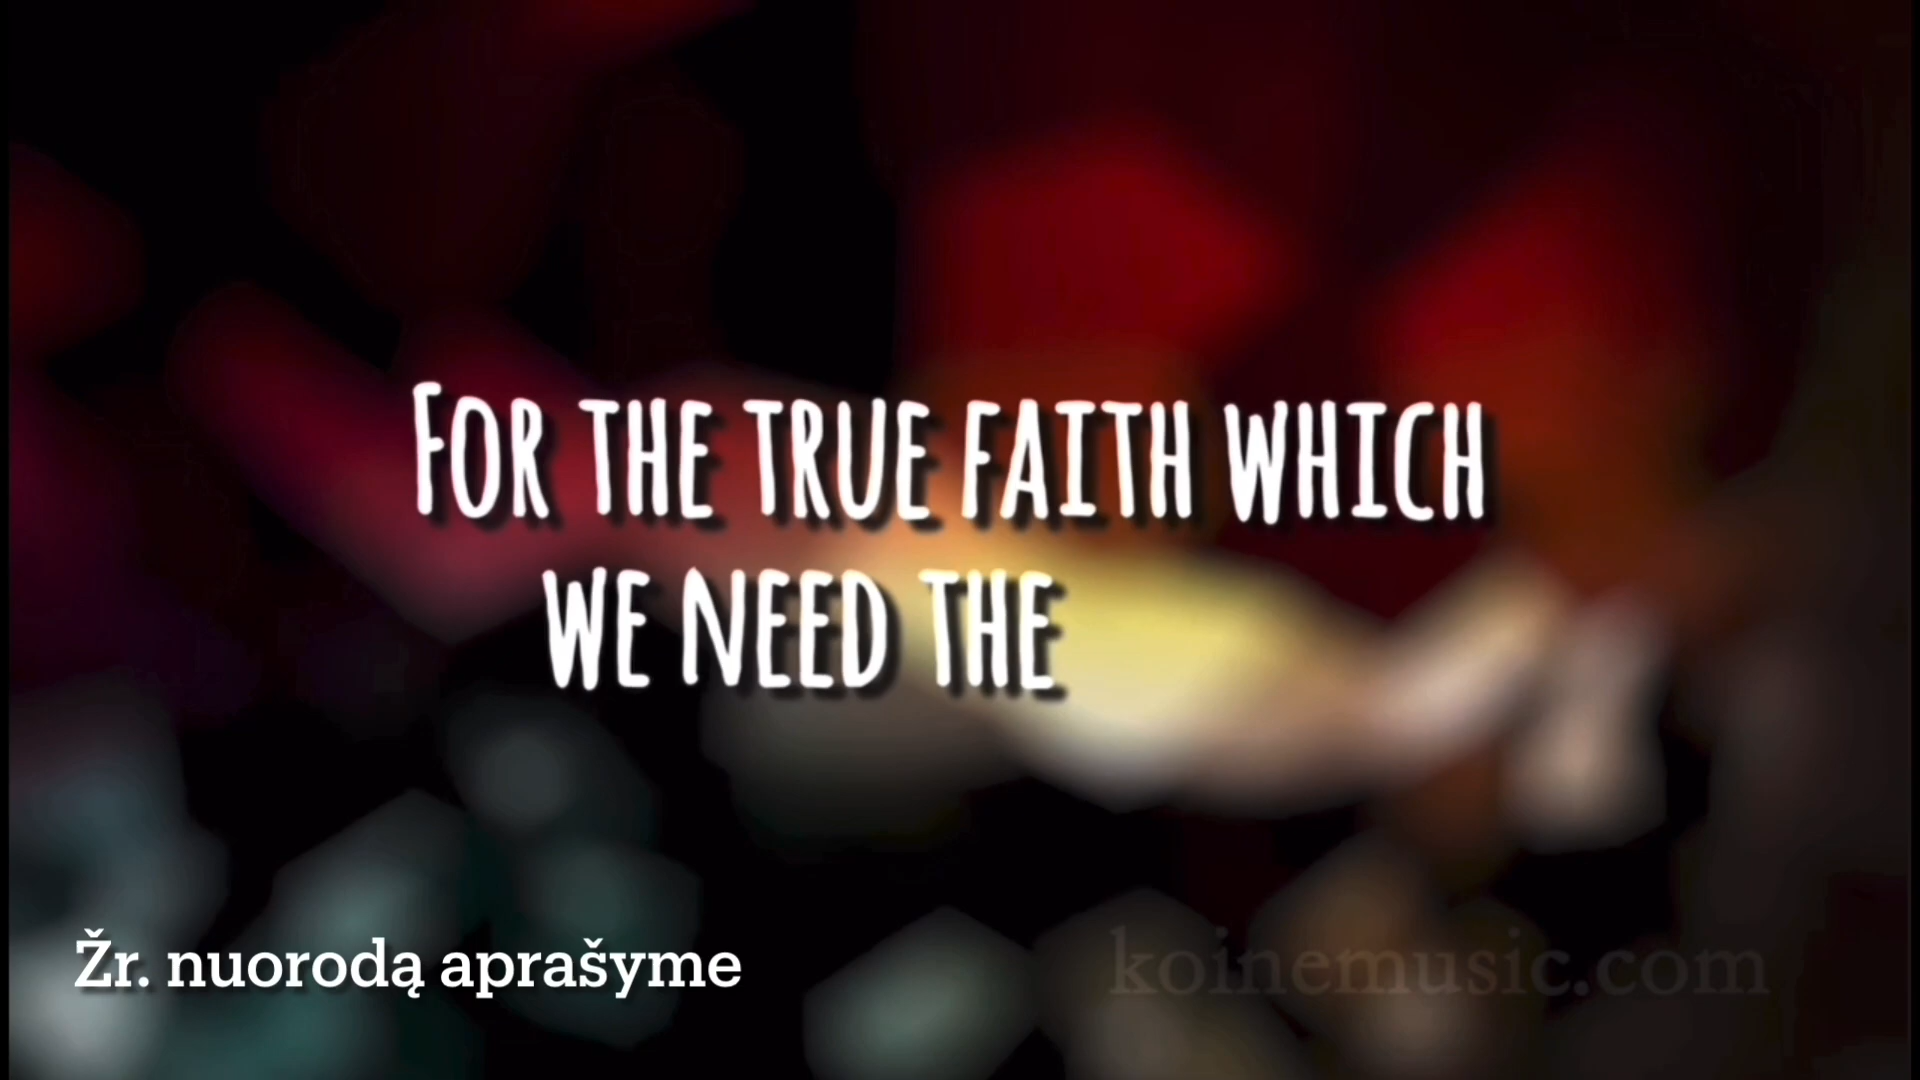 FOR THE TRUE FAITH WHICH
WE NEED THE
Žr. nuorodą aprašyme
koinemusic.com